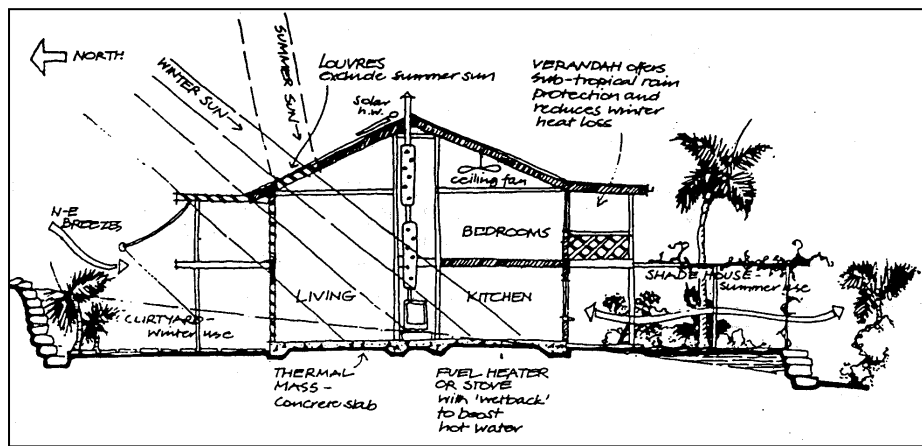 NORTH
WINTER SUN
SUMMER SUN
LOUVRES
exclude summer sun
solar
h.w.
VERANDAH offers
sub-tropical rain
protection and
reduces winter
heat loss
ceiling fan
N-E
BREEZES
BEDROOMS
LIVING
KITCHEN
SHADE HOUSE -
Summer use
COURTYARD -
winter use
THERMAL
MASS -
Concrete slab
FUEL HEATER
OR STOVE
with 'wetback'
to boost
hot water